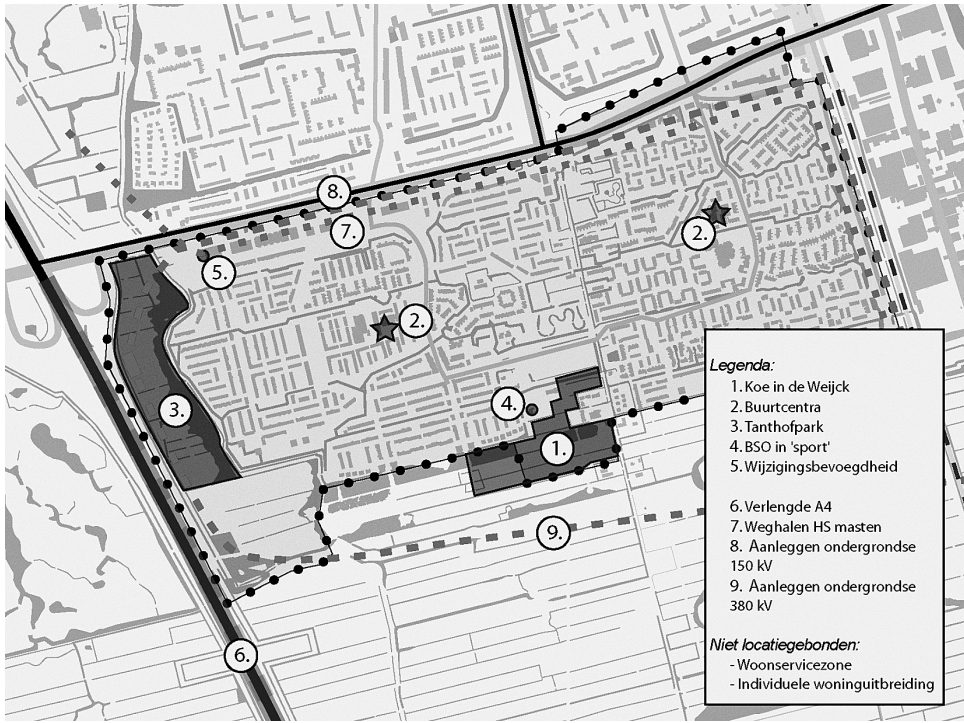 8.
7.
2.
5.
2.
3.
4.
1.
9.
6.
Legenda:
1. Koe in de Weijck
2. Buurtcentra
3. Tanthofpark
4. BSO in 'sport'
5. Wijzigingsbevoegdheid
6. Verlengde A4
7. Weghalen HS masten
8. Aanleggen ondergrondse
150 kV
9. Aanleggen ondergrondse
380 kV
Niet locatiegebonden:
- Woonservicezone
- Individuele woninguitbreiding